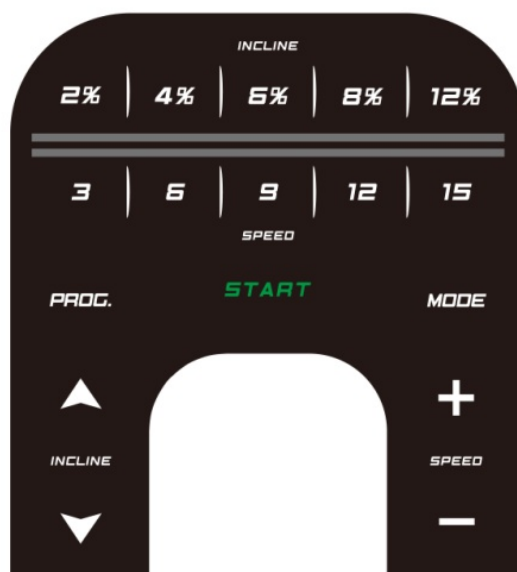 INCLINE
2% 4% 6% 8% 12%
3 6 9 12 15
SPEED
PROG. START MODE
INCLINE SPEED